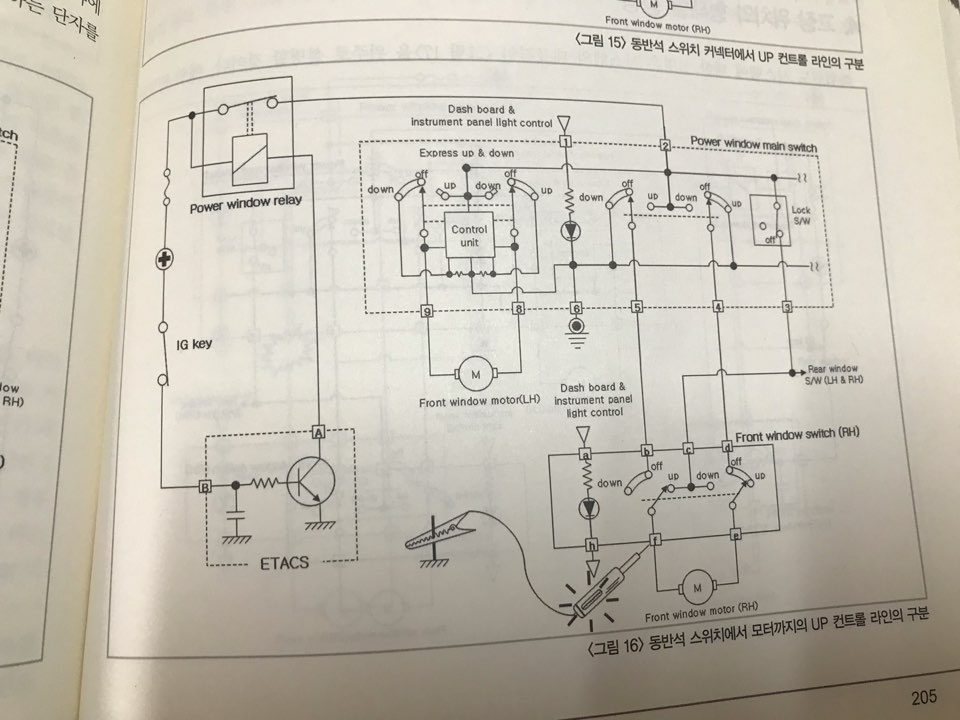 는 단자를
M
Front window motor (RH)
<그림 15> 동반석 스위치 커넥터에서 UP 컨트롤 라인의 구분
Dash board &
instrument panel light control
1
2
Power window main switch
Express up & down
down
off
up
down
off
up
down
off
up
down
off
up
Lock
S/W
off
Control
unit
Power window relay
9
8
6
5
4
3
IG key
M
Front window motor(LH)
Rear window
S/W (LH & RH)
Dash board &
instrument panel
light control
Front window switch (RH)
A
B
a
b
c
d
down
off
up
down
off
up
h
f
e
ETACS
M
Front window motor (RH)
<그림 16> 동반석 스위치에서 모터까지의 UP 컨트롤 라인의 구분
205
RH)